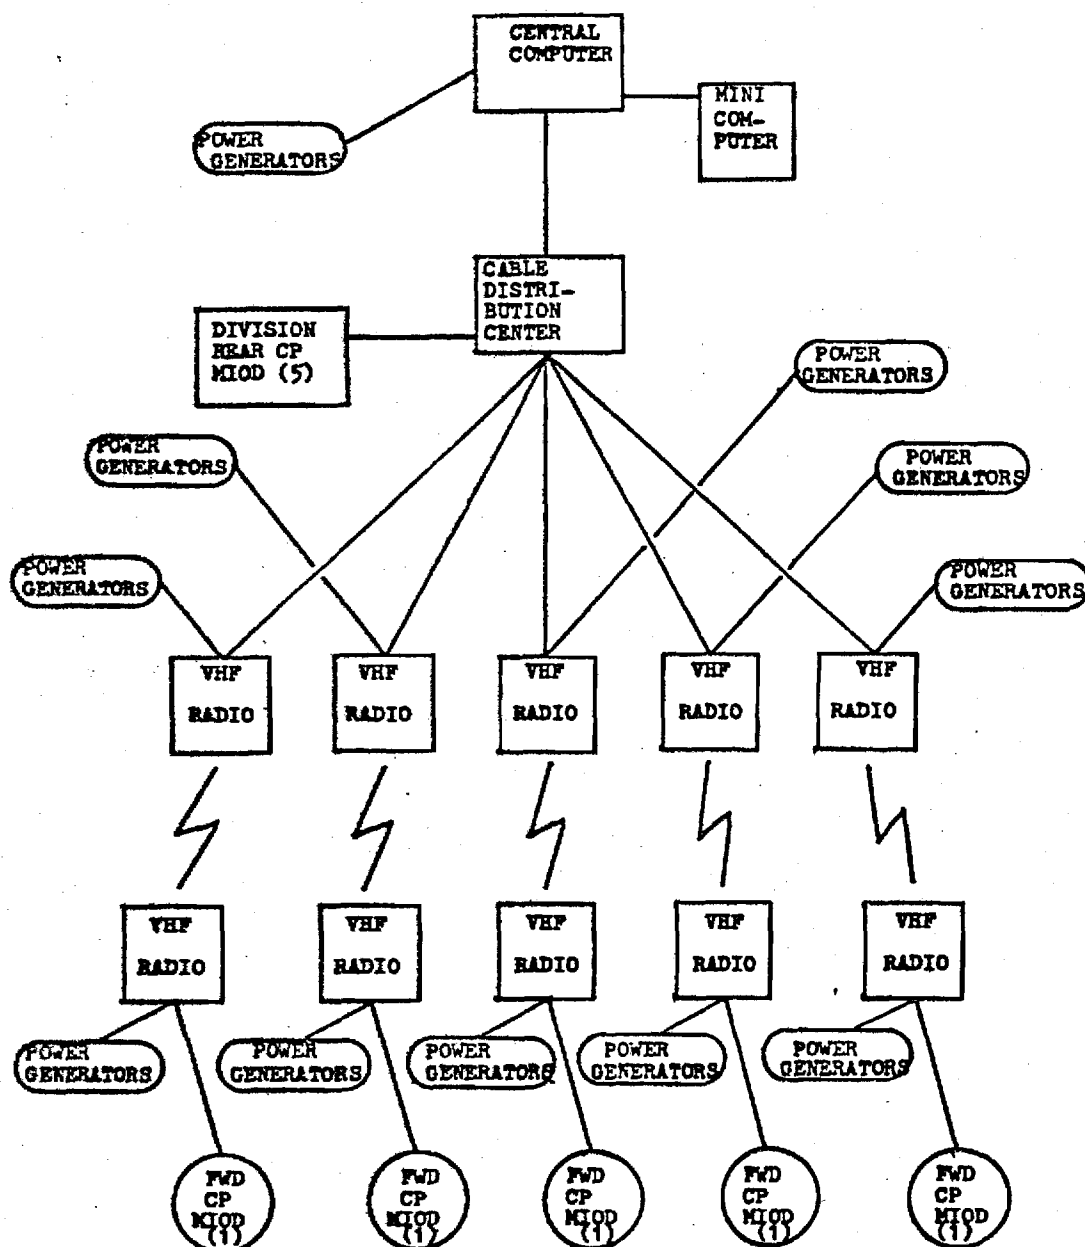 CENTRAL
COMPUTER
MINI
COM-
PUTER
POWER
GENERATORS
CABLE
DISTRI-
BUTION
CENTER
DIVISION
REAR CP
MIOD (5)
POWER
GENERATORS
POWER
GENERATORS
POWER
GENERATORS
POWER
GENERATORS
POWER
GENERATORS
VHF
RADIO
VHF
RADIO
VHF
RADIO
VHF
RADIO
VHF
RADIO
VHF
RADIO
VHF
RADIO
VHF
RADIO
VHF
RADIO
VHF
RADIO
POWER
GENERATORS
POWER
GENERATORS
POWER
GENERATORS
POWER
GENERATORS
POWER
GENERATORS
FWD
CP
MIOD
(1)
FWD
CP
MIOD
(1)
FWD
CP
MIOD
(1)
FWD
CP
MIOD
(1)
FWD
CP
MIOD
(1)